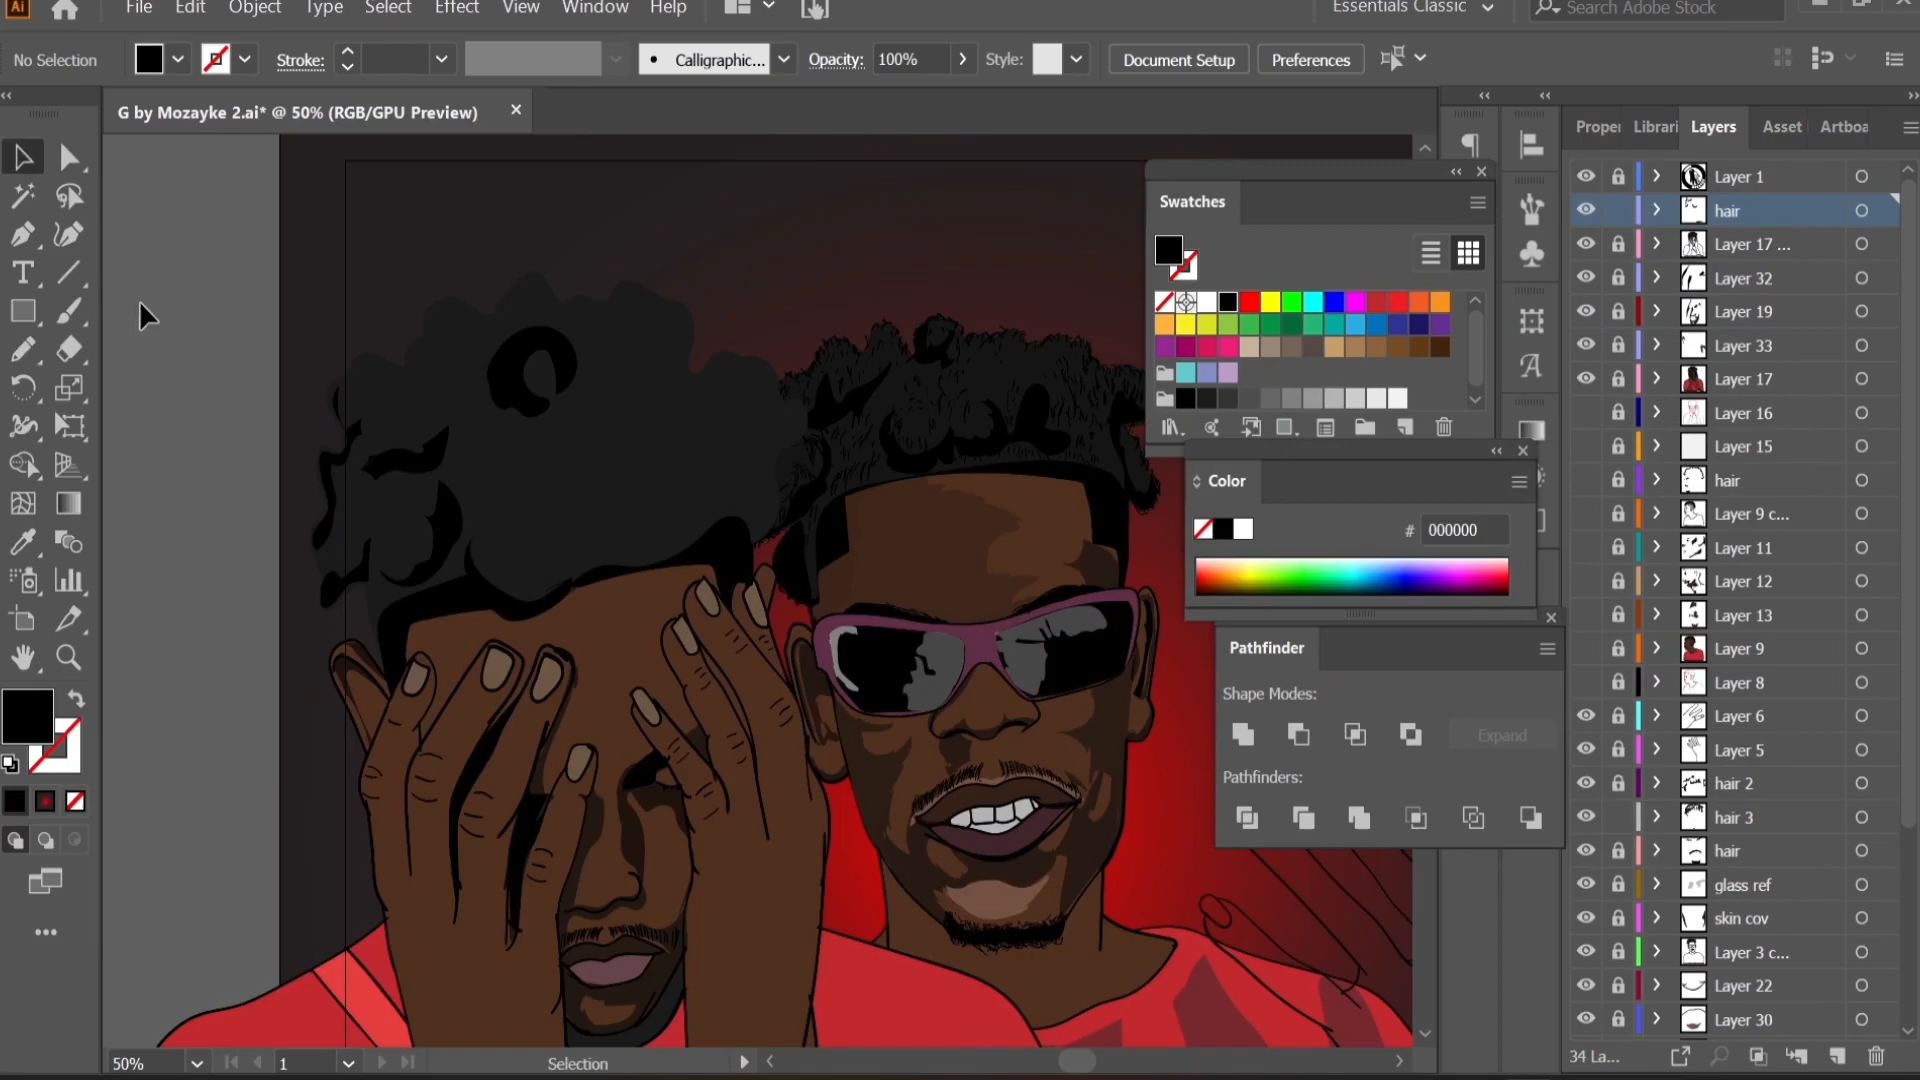 Ai File Edit Object Type Select Effect View Window Help Essentials Classic Search Adobe Stock
No Selection Stroke: Calligraphic... Opacity: 100% Style: Document Setup Preferences
G by Mozayke 2.ai* @ 50% (RGB/GPU Preview)
Proper Librari Layers Asset Artboa
Layer 1
Swatches
hair
Layer 17 ...
Layer 32
Layer 19
Layer 33
Layer 17
Layer 16
Layer 15
Color
hair
# 000000
Layer 9 c...
Layer 11
Layer 12
Layer 13
Pathfinder
Layer 9
Shape Modes:
Layer 8
Layer 6
Expand
Layer 5
Pathfinders:
hair 2
hair 3
hair
glass ref
skin cov
Layer 3 c...
Layer 22
Layer 30
50% 1 Selection 34 La...